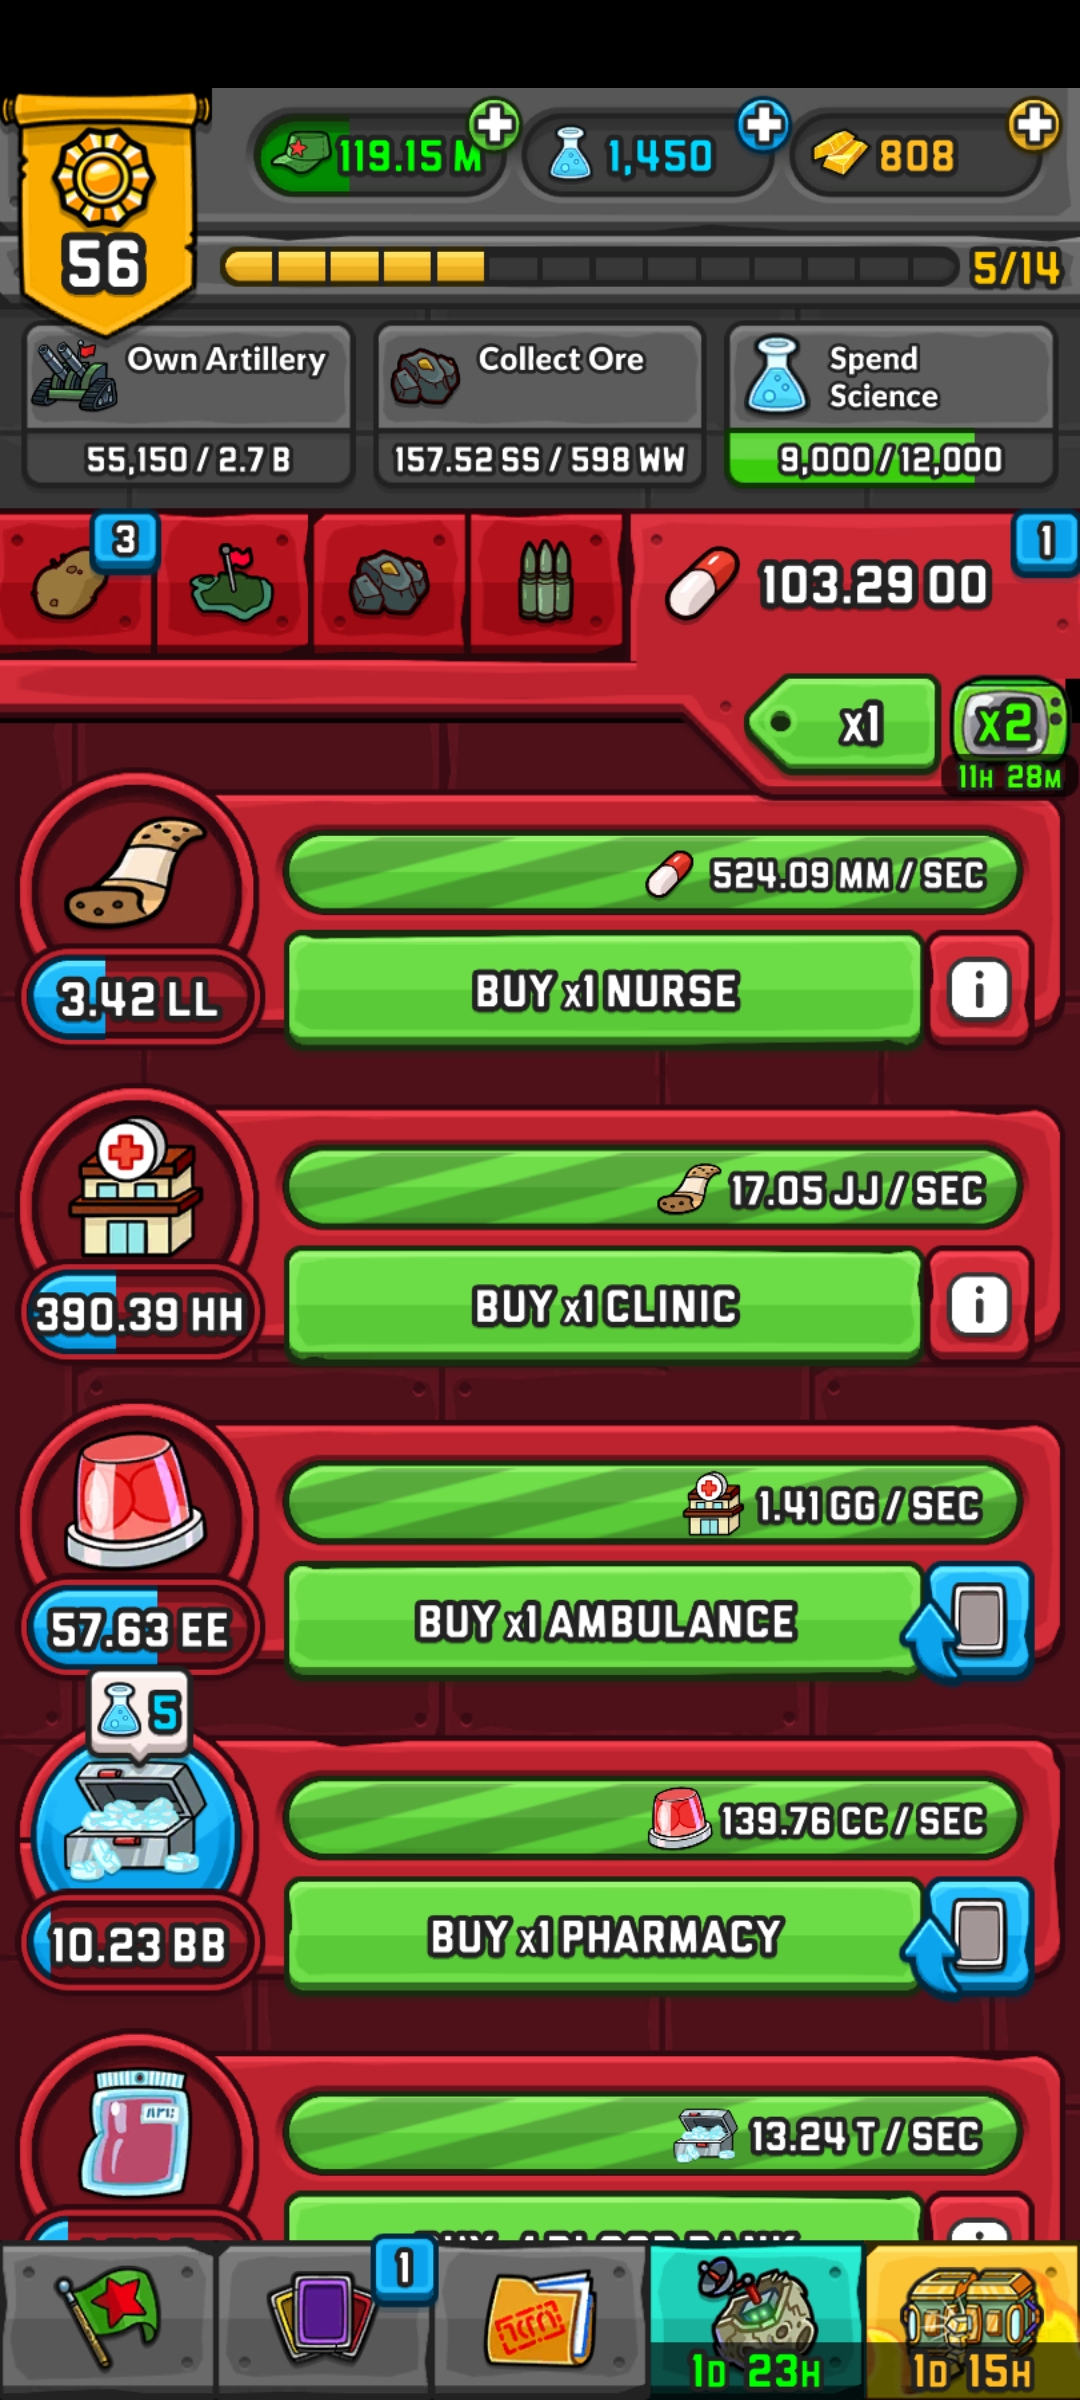 119.15 M
1,450
808
56
5/14
Own Artillery
55,150 / 2.7 B
Collect Ore
157.52 SS / 598 WW
Spend
Science
9,000 / 12,000
3
103.29 OO
1
x1
x2
11H 28M
524.09 MM / SEC
3.42 LL
BUY x1 NURSE
i
17.05 JJ / SEC
390.39 HH
BUY x1 CLINIC
i
1.41 GG / SEC
57.63 EE
BUY x1 AMBULANCE
5
139.76 CC / SEC
10.23 BB
BUY x1 PHARMACY
13.24 T / SEC
1
1D 23H
1D 15H